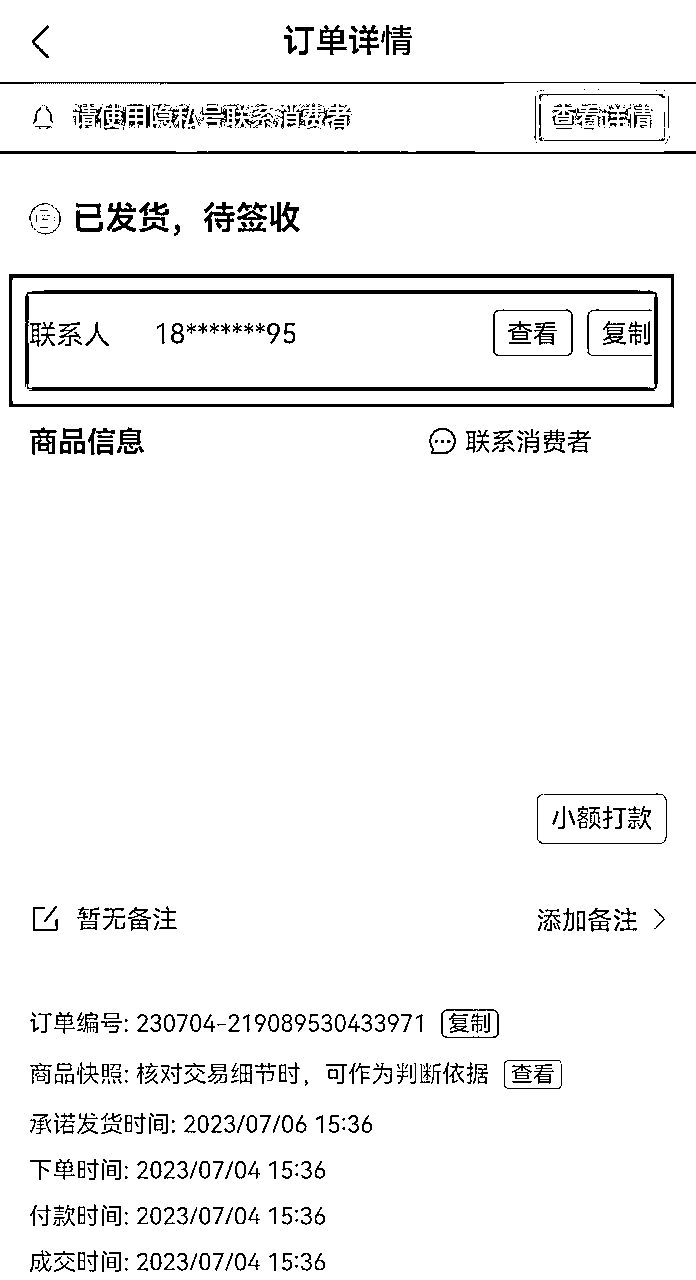 订单详情
请使用隐私号联系消费者 查看详情
已发货，待签收
联系人 18*******95 查看 复制
商品信息 联系消费者
小额打款
暂无备注 添加备注
订单编号: 230704-219089530433971 复制
商品快照: 核对交易细节时，可作为判断依据 查看
承诺发货时间: 2023/07/06 15:36
下单时间: 2023/07/04 15:36
付款时间: 2023/07/04 15:36
成交时间: 2023/07/04 15:36